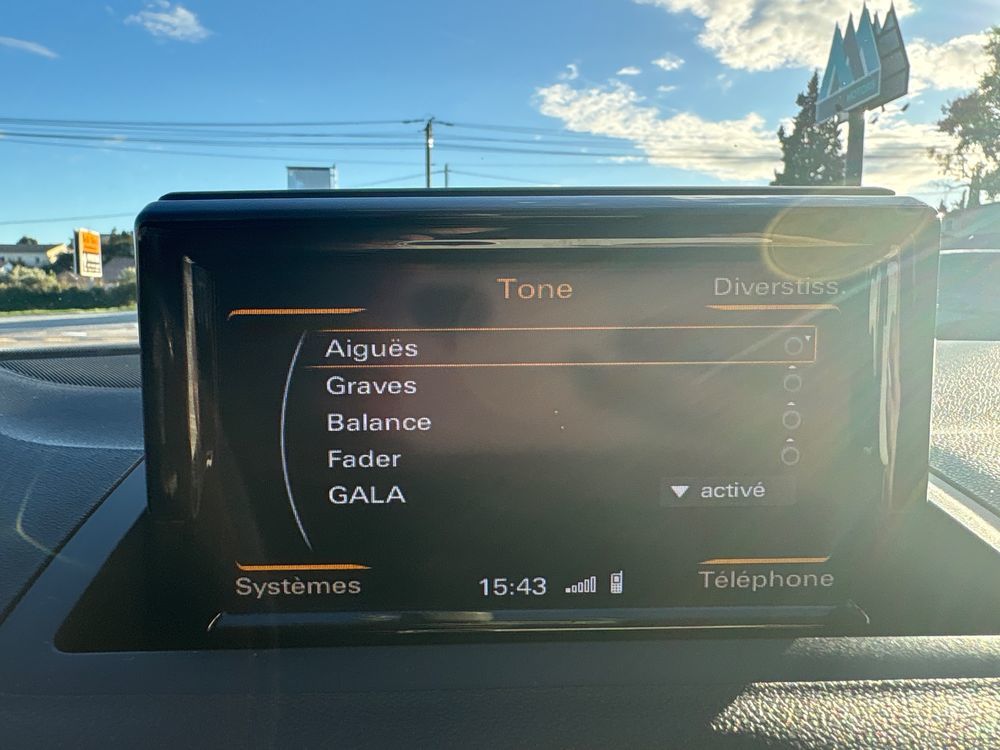 Tone
Diverstiss.
Aiguës
Graves
Balance
Fader
GALA
activé
Systèmes
15:43
Téléphone